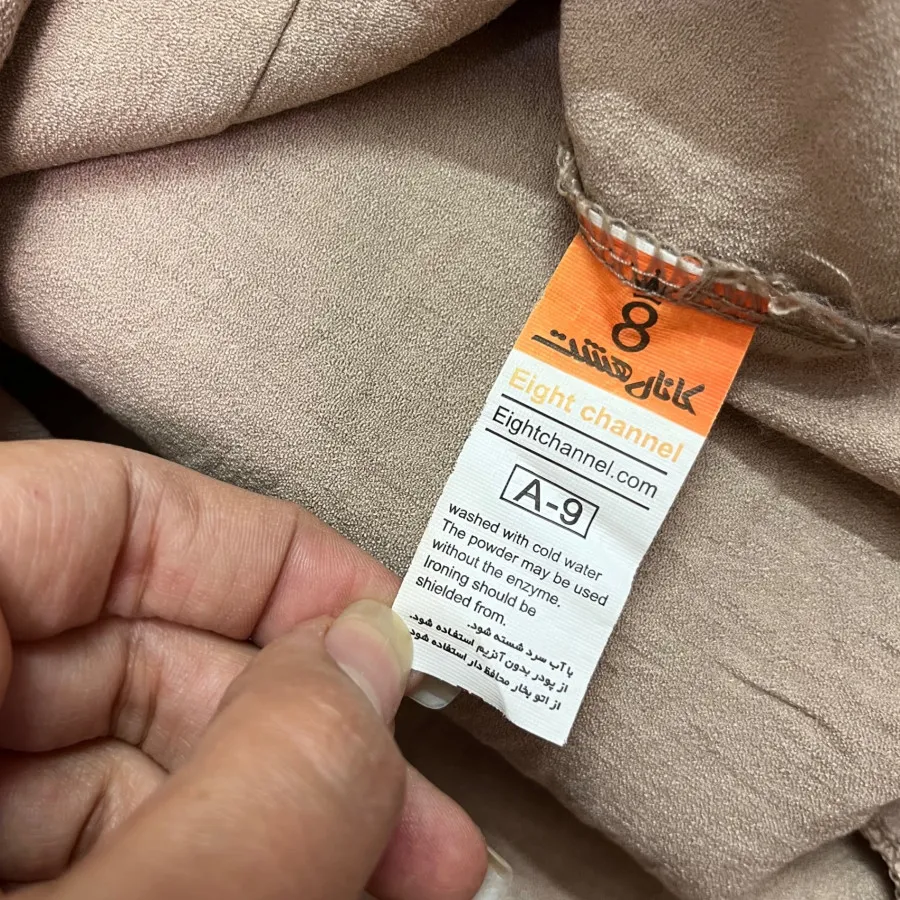 8
کانال هشت
Eight channel
Eightchannel.com
A-9
washed with cold water
The powder may be used
without the enzyme.
Ironing should be
shielded from.
با آب سرد شسته شود.
از پودر بدون آنزیم استفاده شود.
از اتو بخار محافظ دار استفاده شود